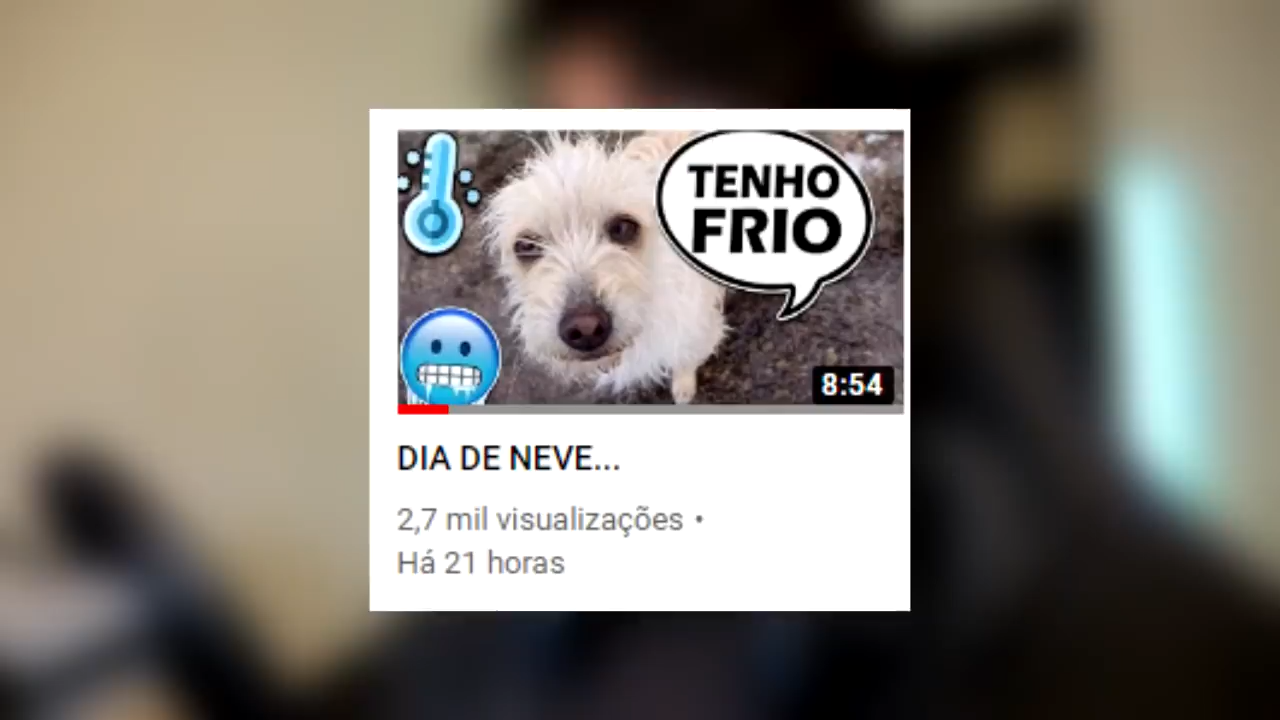 TENHO
FRIO
8:54
DIA DE NEVE...
2,7 mil visualizações •
Há 21 horas